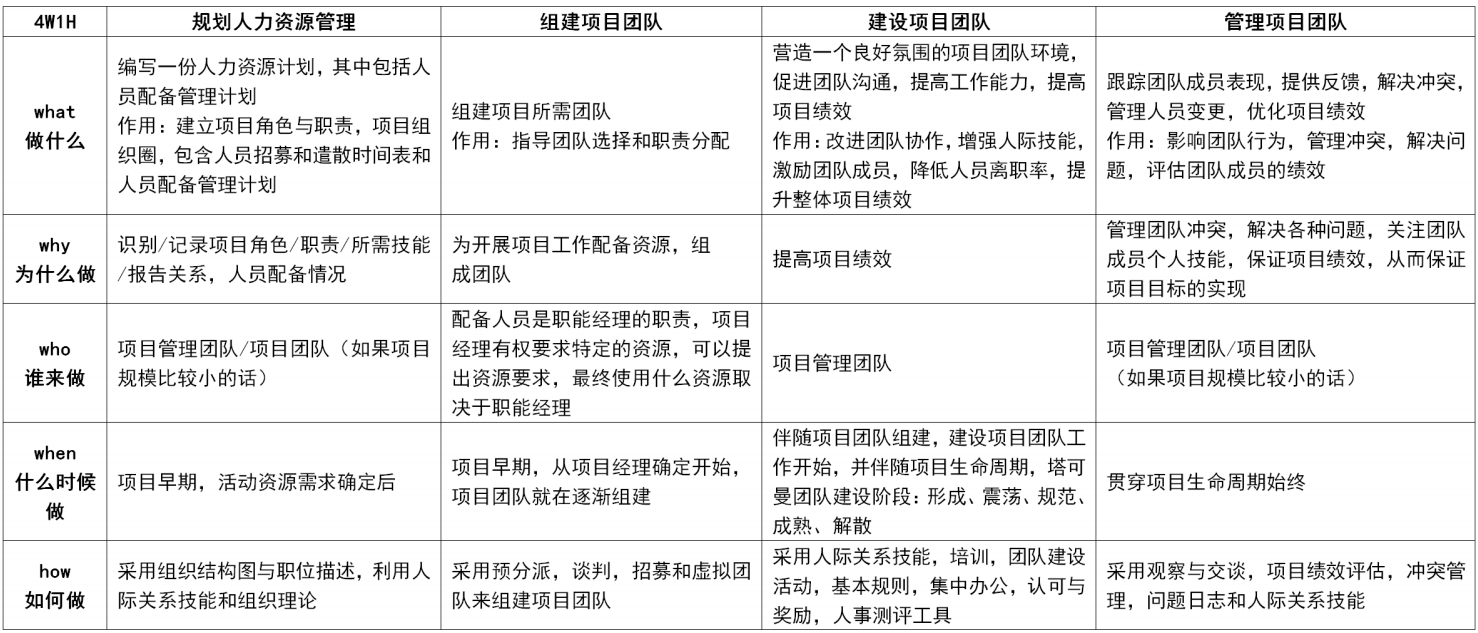 4W1H
规划人力资源管理
组建项目团队
建设项目团队
管理项目团队
what
做什么
编写一份人力资源计划，其中包括人
员配备管理计划
作用：建立项目角色与职责，项目组
织圈，包含人员招募和遣散时间表和
人员配备管理计划
组建项目所需团队
作用：指导团队选择和职责分配
营造一个良好氛围的项目团队环境，
促进团队沟通，提高工作能力，提高
项目绩效
作用：改进团队协作，增强人际技能，
激励团队成员，降低人员离职率，提
升整体项目绩效
跟踪团队成员表现，提供反馈，解决冲突，
管理人员变更，优化项目绩效
作用：影响团队行为，管理冲突，解决问
题，评估团队成员的绩效
why
为什么做
识别/记录项目角色/职责/所需技能
/报告关系，人员配备情况
为开展项目工作配备资源，组
成团队
提高项目绩效
管理团队冲突，解决各种问题，关注团队
成员个人技能，保证项目绩效，从而保证
项目目标的实现
who
谁来做
项目管理团队/项目团队（如果项目
规模比较小的话）
配备人员是职能经理的职责，项目
经理有权要求特定的资源，可以提
出资源要求，最终使用什么资源取
决于职能经理
项目管理团队
项目管理团队/项目团队
（如果项目规模比较小的话）
when
什么时候
做
项目早期，活动资源需求确定后
项目早期，从项目经理确定开始，
项目团队就在逐渐组建
伴随项目团队组建，建设项目团队工
作开始，并伴随项目生命周期，塔可
曼团队建设阶段：形成、震荡、规范、
成熟、解散
贯穿项目生命周期始终
how
如何做
采用组织结构图与职位描述，利用人
际关系技能和组织理论
采用预分派，谈判，招募和虚拟团
队来组建项目团队
采用人际关系技能，培训，团队建设
活动，基本规则，集中办公，认可与
奖励，人事测评工具
采用观察与交谈，项目绩效评估，冲突管
理，问题日志和人际关系技能